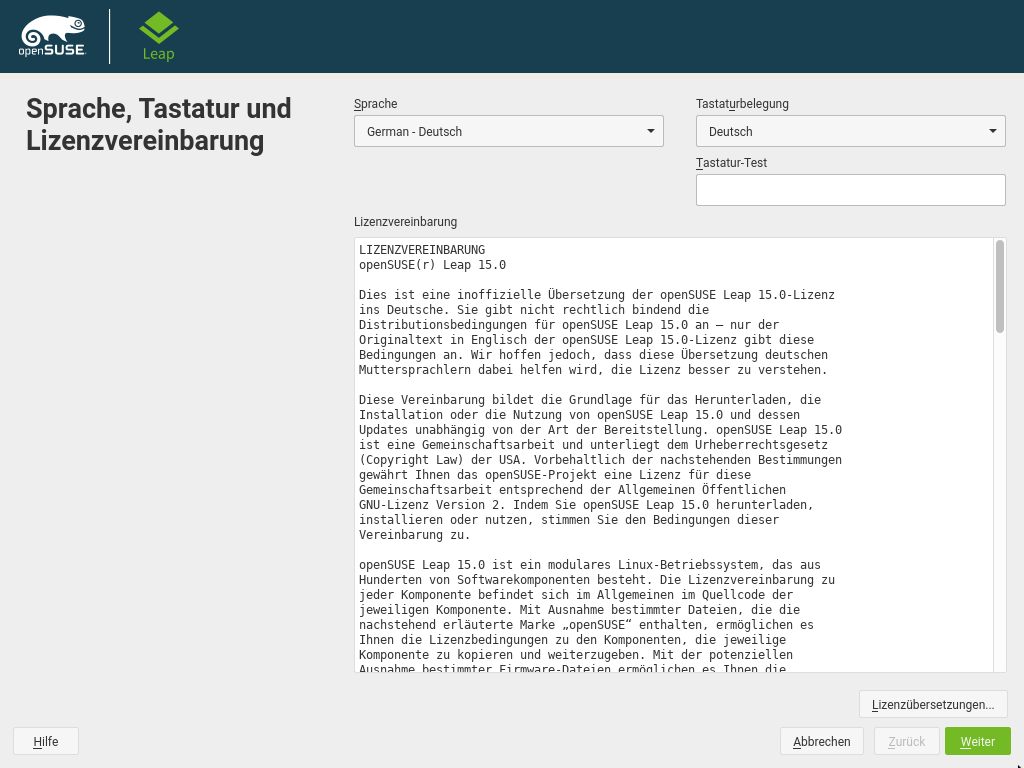 openSUSE
Leap
Sprache, Tastatur und
Lizenzvereinbarung
Sprache
Tastaturbelegung
German - Deutsch
Deutsch
Tastatur-Test
Lizenzvereinbarung
LIZENZVEREINBARUNG
openSUSE(r) Leap 15.0
Dies ist eine inoffizielle Übersetzung der openSUSE Leap 15.0-Lizenz
ins Deutsche. Sie gibt nicht rechtlich bindend die
Distributionsbedingungen für openSUSE Leap 15.0 an – nur der
Originaltext in Englisch der openSUSE Leap 15.0-Lizenz gibt diese
Bedingungen an. Wir hoffen jedoch, dass diese Übersetzung deutschen
Muttersprachlern dabei helfen wird, die Lizenz besser zu verstehen.
Diese Vereinbarung bildet die Grundlage für das Herunterladen, die
Installation oder die Nutzung von openSUSE Leap 15.0 und dessen
Updates unabhängig von der Art der Bereitstellung. openSUSE Leap 15.0
ist eine Gemeinschaftsarbeit und unterliegt dem Urheberrechtsgesetz
(Copyright Law) der USA. Vorbehaltlich der nachstehenden Bestimmungen
gewährt Ihnen das openSUSE-Projekt eine Lizenz für diese
Gemeinschaftsarbeit entsprechend der Allgemeinen Öffentlichen
GNU-Lizenz Version 2. Indem Sie openSUSE Leap 15.0 herunterladen,
installieren oder nutzen, stimmen Sie den Bedingungen dieser
Vereinbarung zu.
openSUSE Leap 15.0 ist ein modulares Linux-Betriebssystem, das aus
Hunderten von Softwarekomponenten besteht. Die Lizenzvereinbarung zu
jeder Komponente befindet sich im Allgemeinen im Quellcode der
jeweiligen Komponente. Mit Ausnahme bestimmter Dateien, die die
nachstehend erläuterte Marke „openSUSE“ enthalten, ermöglichen es
Ihnen die Lizenzbedingungen zu den Komponenten, die jeweilige
Komponente zu kopieren und weiterzugeben. Mit der potenziellen
Ausnahme bestimmter Firmware-Dateien ermöglichen es Ihnen die
Lizenzübersetzungen...
Hilfe
Abbrechen
Zurück
Weiter